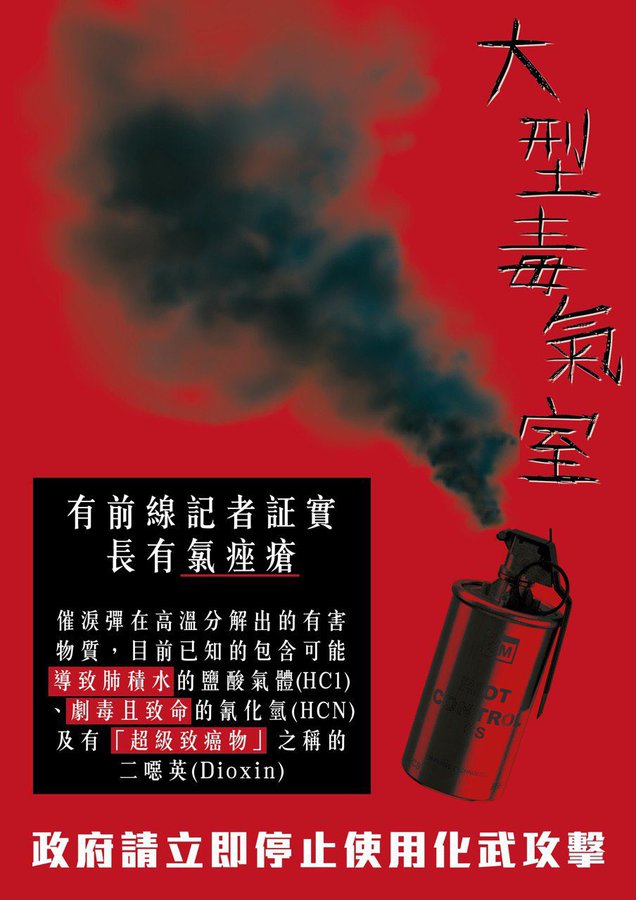 大型毒氣室
有前線記者証實
長有氯痤瘡
催淚彈在高溫分解出的有害
物質，目前已知的包含可能
導致肺積水的鹽酸氣體(HCl)
、劇毒且致命的氰化氫(HCN)
及有「超級致癌物」之稱的
二噁英(Dioxin)
CONTROL
CS
政府請立即停止使用化武攻擊